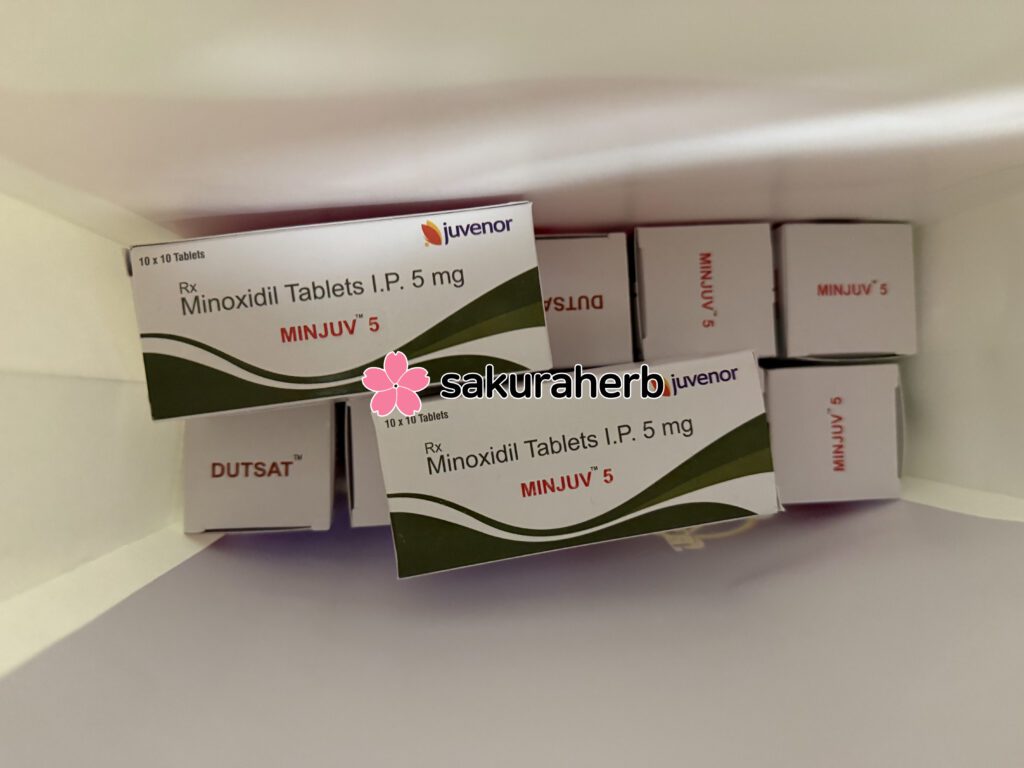 juvenor
10 x 10 Tablets
Rx
Minoxidil Tablets I.P. 5 mg
MINJUV™ 5
DUTSA
MINJUV™ 5
MINJUV™ 5
sakuraherb
juvenor
10 x 10 Tablets
Rx
Minoxidil Tablets I.P. 5 mg
MINJUV™ 5
DUTSAT™
MINJUV™ 5